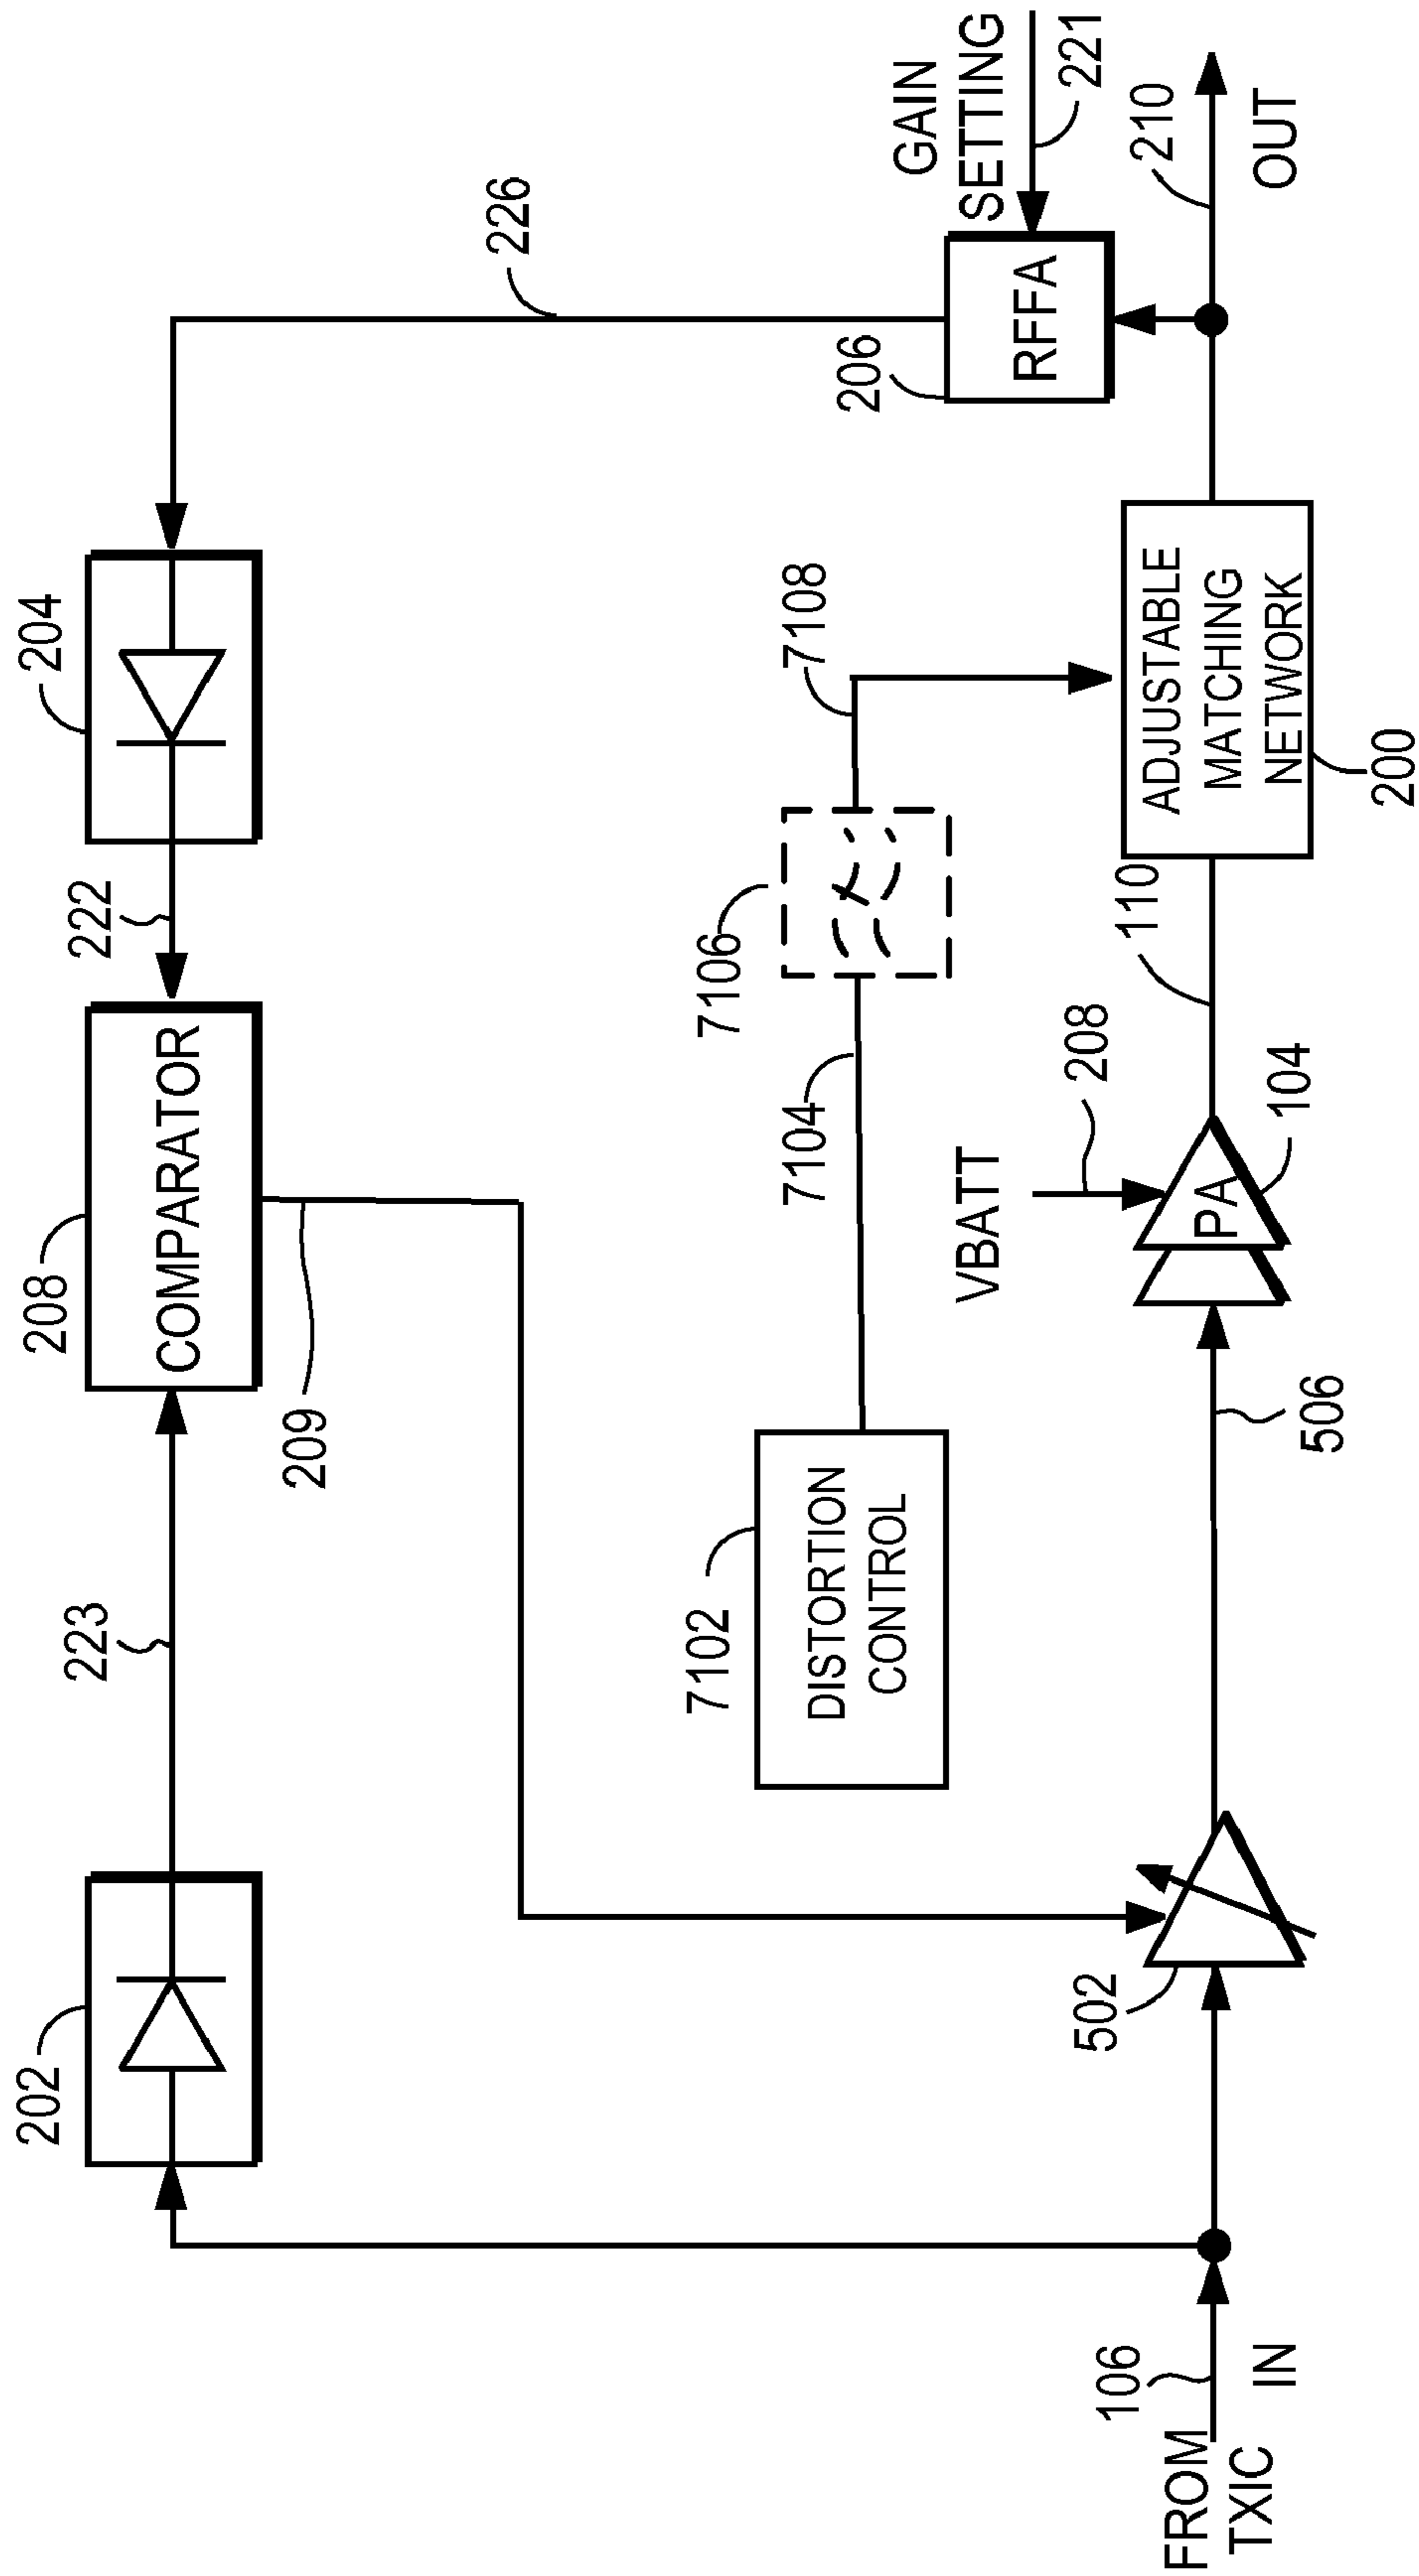 202
223
208
COMPARATOR
222
204
209
226
7102
DISTORTION
CONTROL
7104
7106
7108
206
RFFA
GAIN
SETTING
221
FROM
TXIC
106
IN
502
506
VBATT
208
PA
104
110
ADJUSTABLE
MATCHING
NETWORK
200
210
OUT